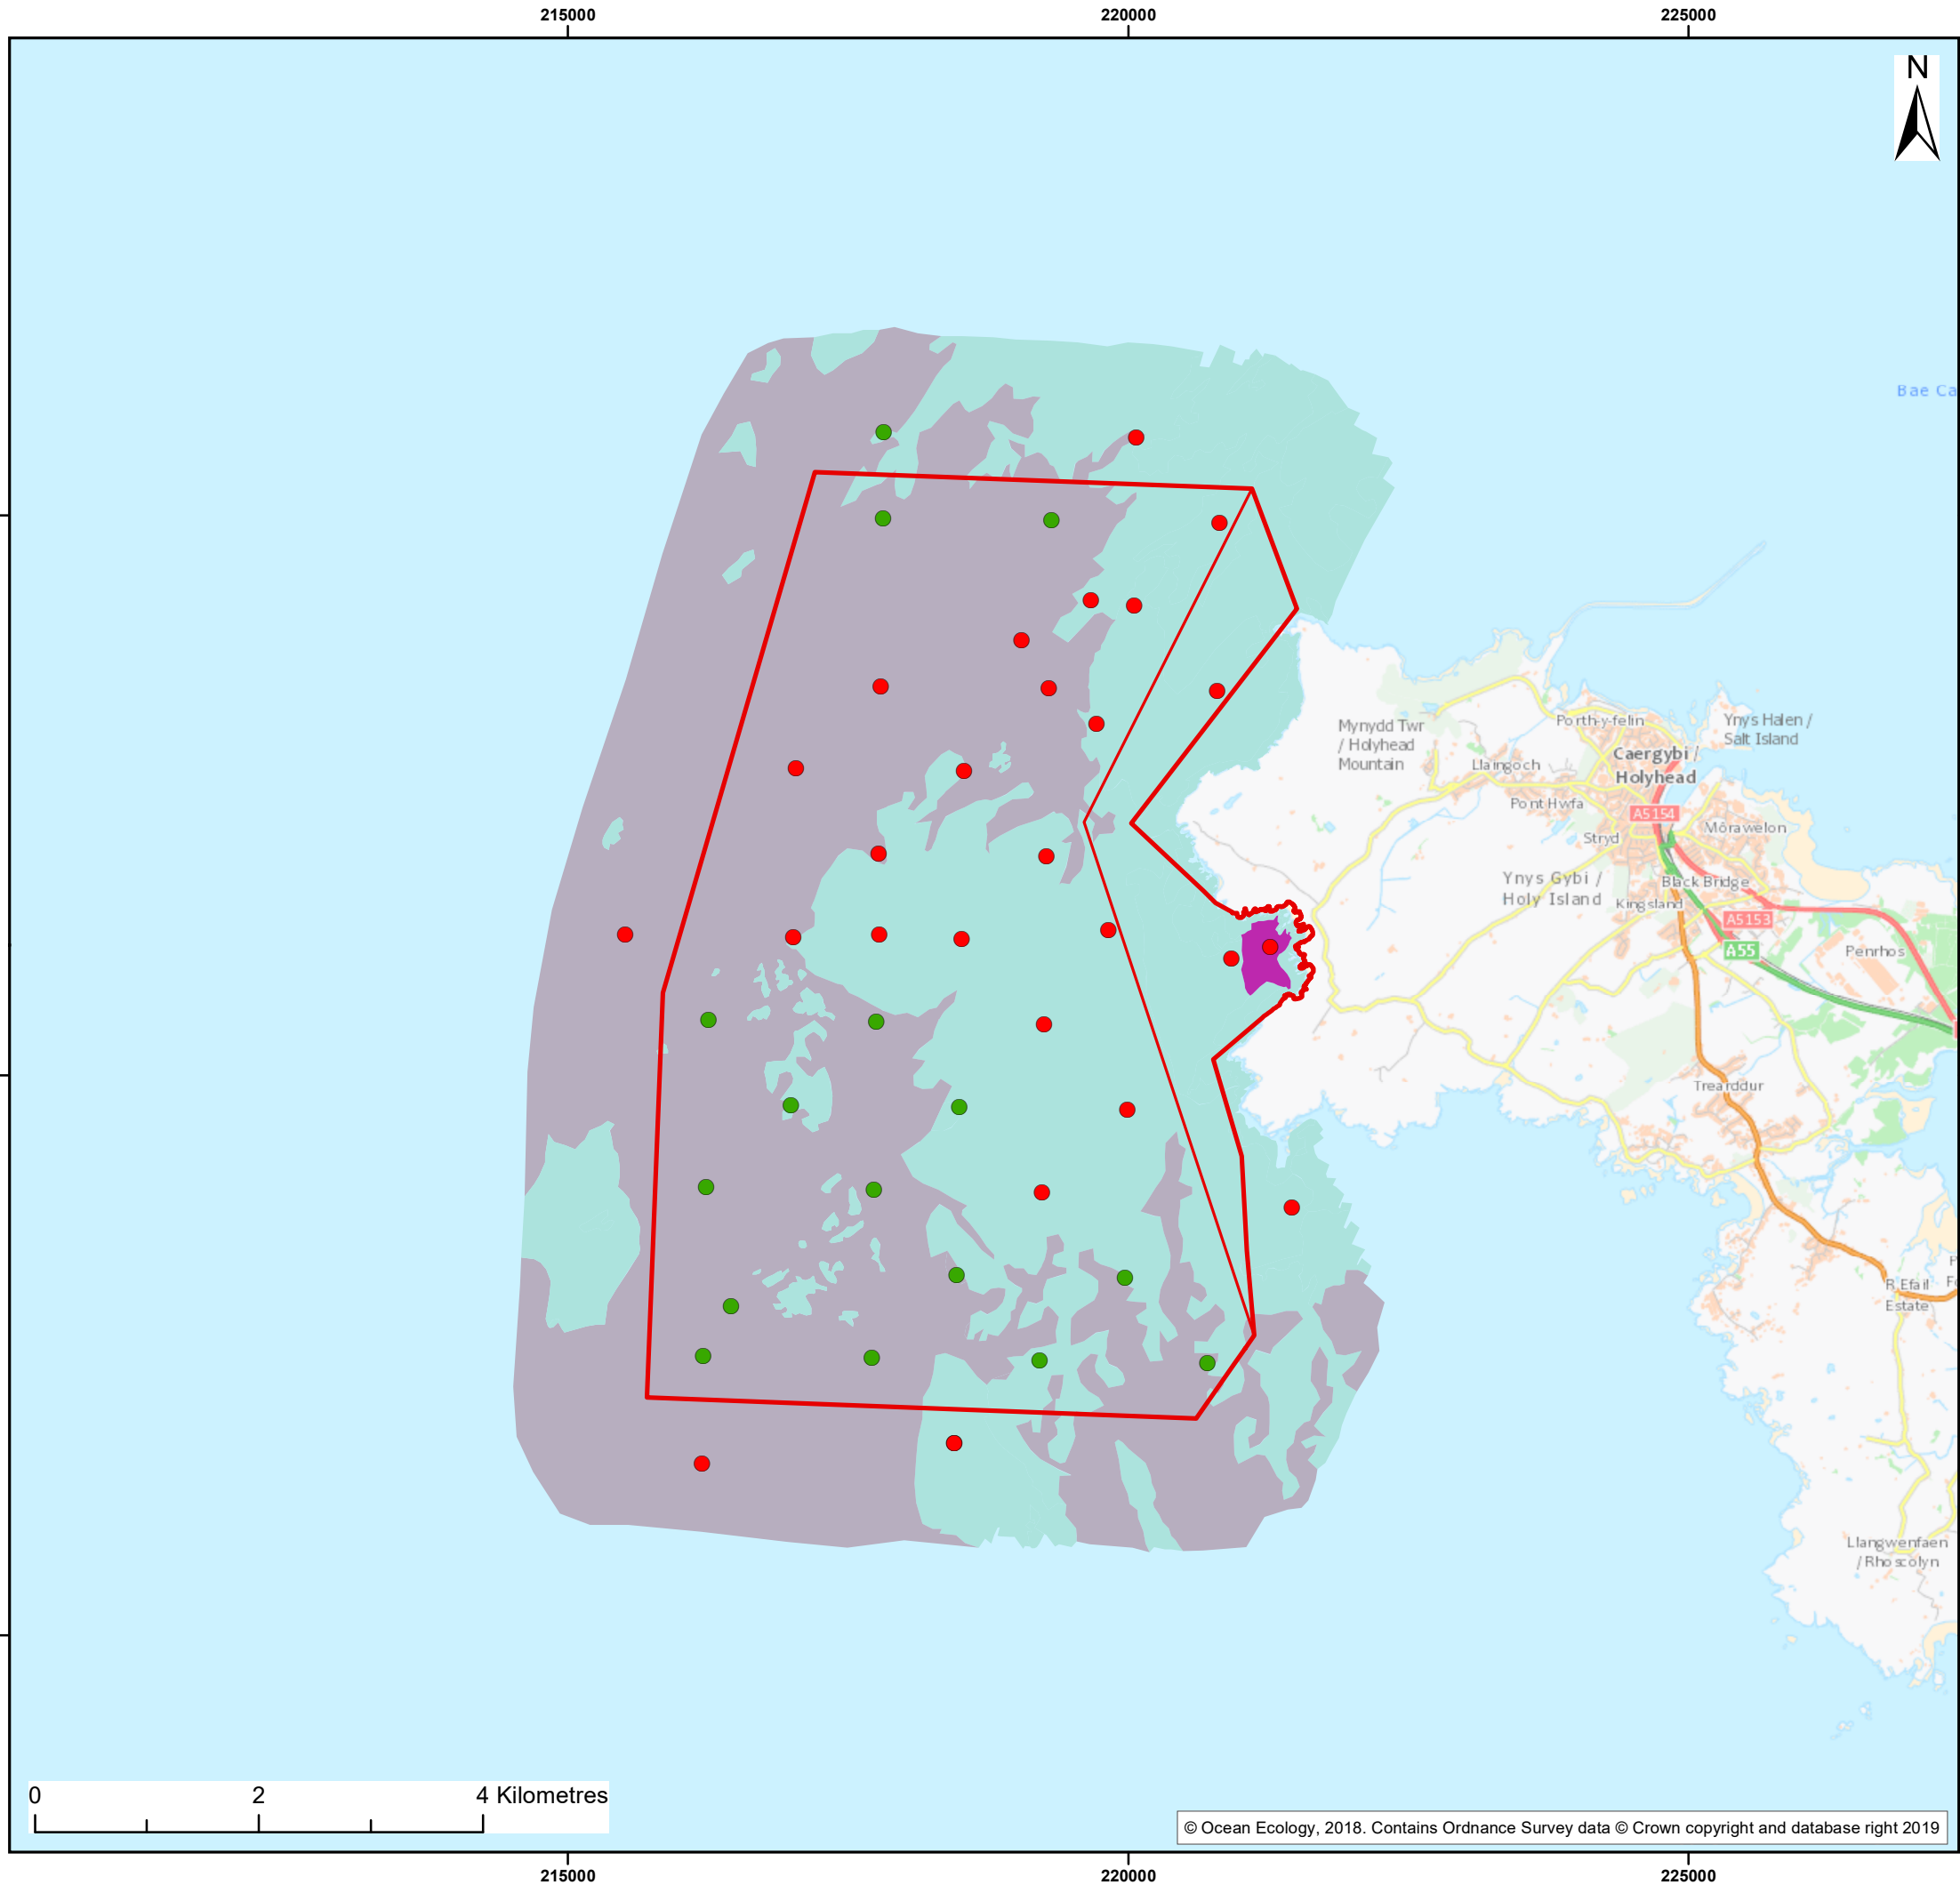 215000 220000 225000
N
Bae Ca
Porth-y-felin
Ynys Halen /
Salt Island
Mynydd Twr
/ Holyhead
Mountain
Caergybi /
Holyhead
Llaingoch
Pont Hwfa
A5154
Stryd
Môrawelon
Ynys Gybi /
Holy Island
Black Bridge
Kingsland
A5153
A55
Penrhos
Trearddur
R Efail
Estate
Llangwenfaen
/ Rhoscolyn
0 2 4 Kilometres
© Ocean Ecology, 2018. Contains Ordnance Survey data © Crown copyright and database right 2019
215000 220000 225000